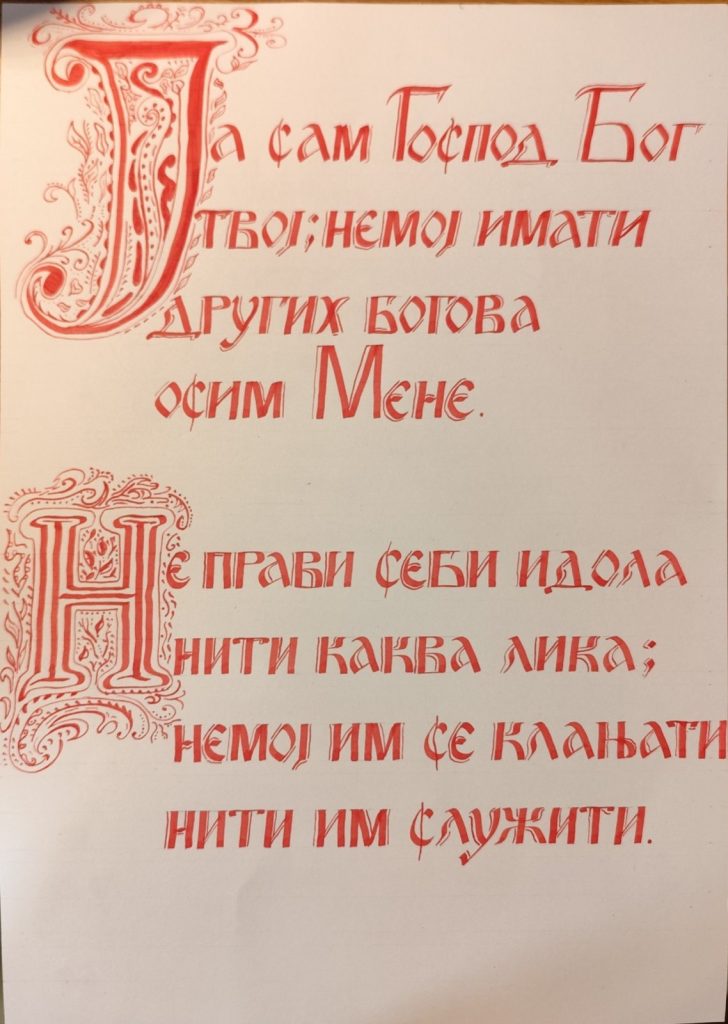 Ја сам Господ Бог
твој; немој имати
других богова
осим Мене.
Не прави себи идола
нити каква лика;
немој им се клањати
нити им служити.